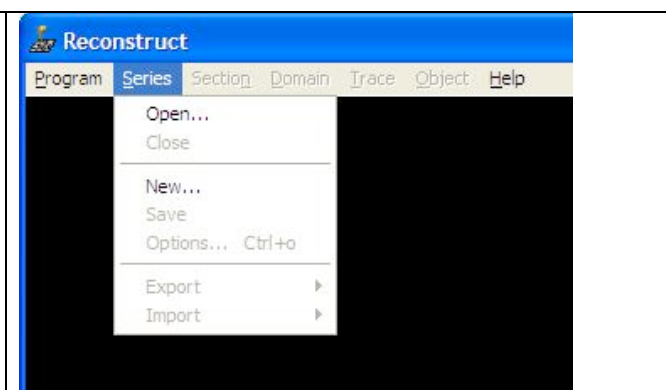 Reconstruct
Program Series Section Domain Trace Object Help
Open...
Close
New...
Save
Options... Ctrl+o
Export
Import